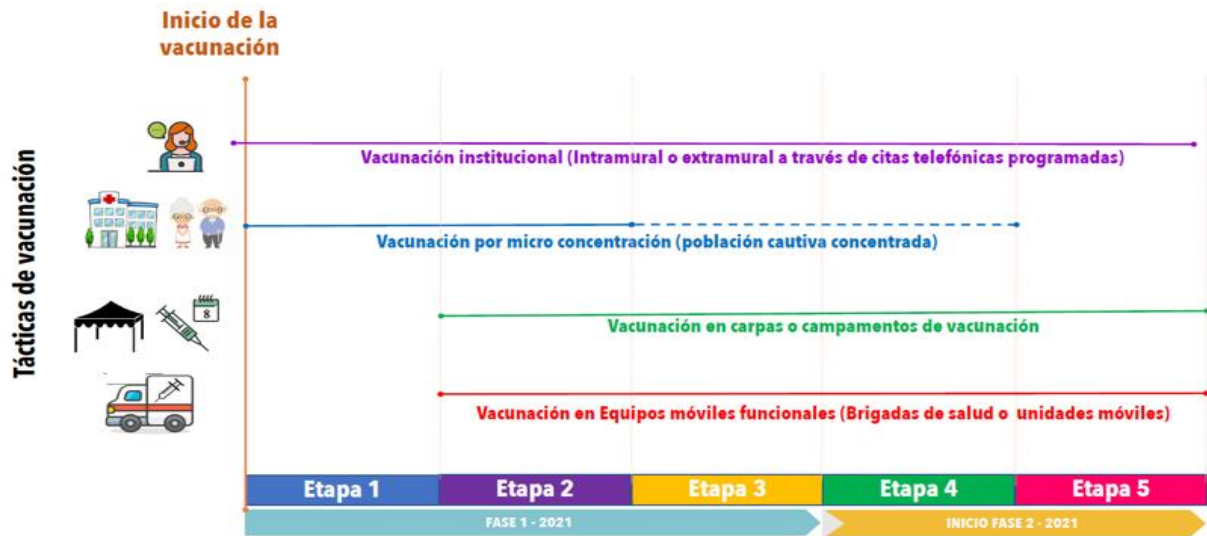 Inicio de la
vacunación
Tácticas de vacunación
Vacunación institucional (Intramural o extramural a través de citas telefónicas programadas)
Vacunación por micro concentración (población cautiva concentrada)
8
Vacunación en carpas o campamentos de vacunación
Vacunación en Equipos móviles funcionales (Brigadas de salud o unidades móviles)
Etapa 1 Etapa 2 Etapa 3 Etapa 4 Etapa 5
FASE 1 - 2021 INICIO FASE 2 - 2021